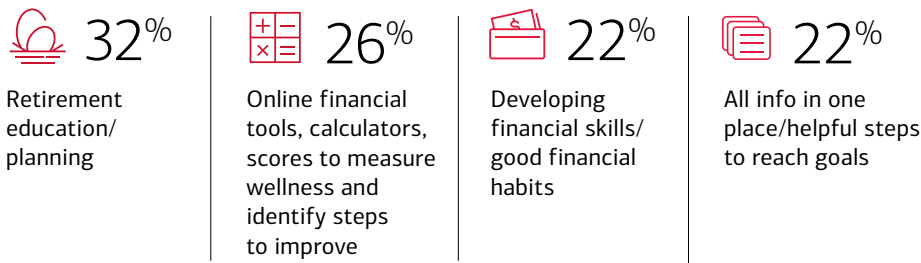 32%
Retirement
education/
planning
26%
Online financial
tools, calculators,
scores to measure
wellness and
identify steps
to improve
22%
Developing
financial skills/
good financial
habits
22%
All info in one
place/helpful steps
to reach goals